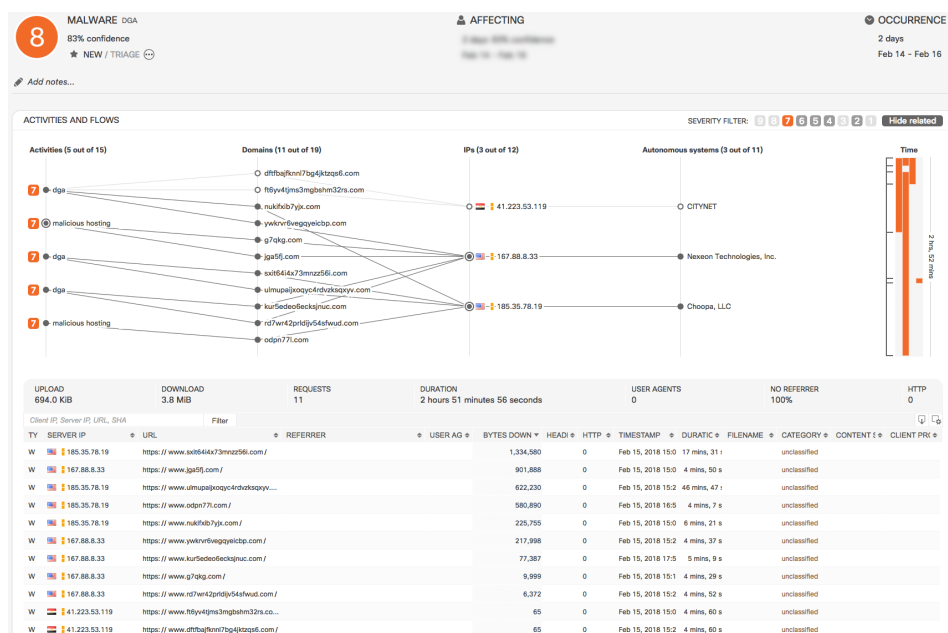 8
MALWARE DGA
83% confidence
★ NEW / TRIAGE
AFFECTING
OCCURRENCE
2 days
Feb 14 - Feb 16
Add notes...
ACTIVITIES AND FLOWS
SEVERITY FILTER: 9 8 7 6 5 4 3 2 1 Hide related
Activities (5 out of 15) Domains (11 out of 19) IPs (3 out of 12) Autonomous systems (3 out of 11) Time
dftfbajfknnl7bg4jktzqs6.com
7 dga
ft6yv4tjms3mgbshm32rs.com
nukifxib7yjx.com
41.223.53.119 CITYNET
7 malicious hosting
ywkrvr6vegqyeicbp.com
g7qkg.com
7 dga
jga5fj.com
167.88.8.33 Nexeon Technologies, Inc.
2 hrs, 52 mins
sxit64i4x73mnzz56i.com
7 dga
ulmupaijxoqyc4rdvzksqxyv.com
kur5edeo6ecksjnuc.com
185.35.78.19 Choopa, LLC
7 malicious hosting
rd7wr42prldijv54sfwud.com
odpn77l.com
UPLOAD DOWNLOAD REQUESTS DURATION USER AGENTS NO REFERRER HTTP
694.0 KiB 3.8 MiB 11 2 hours 51 minutes 56 seconds 0 100% 0
Client IP, Server IP, URL, SHA Filter
TY SERVER IP URL REFERRER USER AG BYTES DOWN HEADI HTTP TIMESTAMP DURATIC FILENAME CATEGORY CONTENT S CLIENT PRO
W 185.35.78.19 https:// www.sxit64i4x73mnzz56i.com / 1,334,580 0 Feb 15, 2018 15:0 17 mins, 31 s unclassified
W 167.88.8.33 https:// www.jga5fj.com / 901,888 0 Feb 15, 2018 15:0 4 mins, 50 s unclassified
W 185.35.78.19 https:// www.ulmupaijxoqyc4rdvzksqxyv.... 622,230 0 Feb 15, 2018 15:2 46 mins, 47 s unclassified
W 185.35.78.19 https:// www.odpn77l.com / 580,890 0 Feb 15, 2018 16:5 4 mins, 7 s unclassified
W 185.35.78.19 https:// www.nukifxib7yjx.com / 225,755 0 Feb 15, 2018 15:0 6 mins, 21 s unclassified
W 167.88.8.33 https:// www.ywkrvr6vegqyeicbp.com / 217,998 0 Feb 15, 2018 15:2 4 mins, 37 s unclassified
W 167.88.8.33 https:// www.kur5edeo6ecksjnuc.com / 77,387 0 Feb 15, 2018 17:5 5 mins, 9 s unclassified
W 167.88.8.33 https:// www.g7qkg.com / 9,999 0 Feb 15, 2018 15:1 4 mins, 29 s unclassified
W 167.88.8.33 https:// www.rd7wr42prldijv54sfwud.com / 6,372 0 Feb 15, 2018 15:2 4 mins, 52 s unclassified
W 41.223.53.119 https:// www.ft6yv4tjms3mgbshm32rs.co... 65 0 Feb 15, 2018 15:0 4 mins, 60 s unclassified
W 41.223.53.119 https:// www.dftfbajfknnl7bg4jktzqs6.com / 65 0 Feb 15, 2018 15:2 4 mins, 60 s unclassified